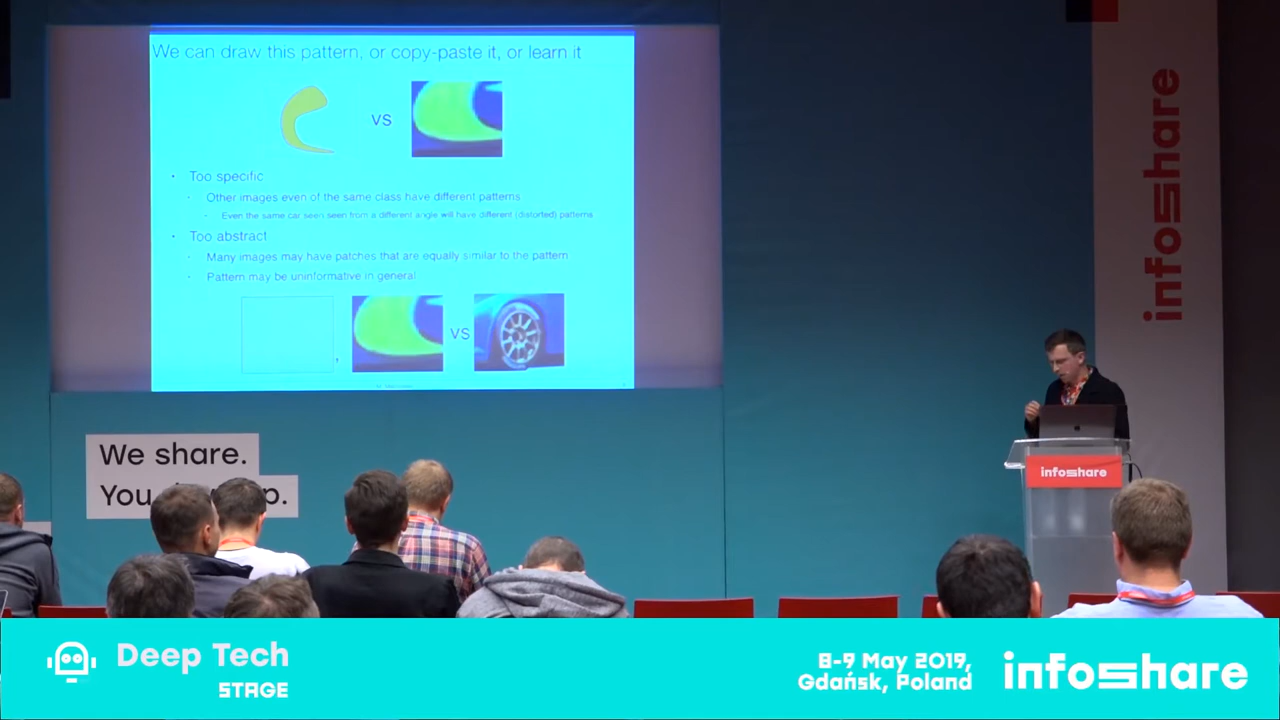 We can draw this pattern, or copy-paste it, or learn it
VS
• Too specific
• Other images even of the same class have different patterns
• Even the same car seen seen from a different angle will have different (distorted) patterns
• Too abstract
• Many images may have patches that are equally similar to the pattern
• Pattern may be uninformative in general
, VS
infoshare
We share.
You p.
infoshare
Deep Tech
STAGE
8-9 May 2019,
Gdańsk, Poland
infoshare